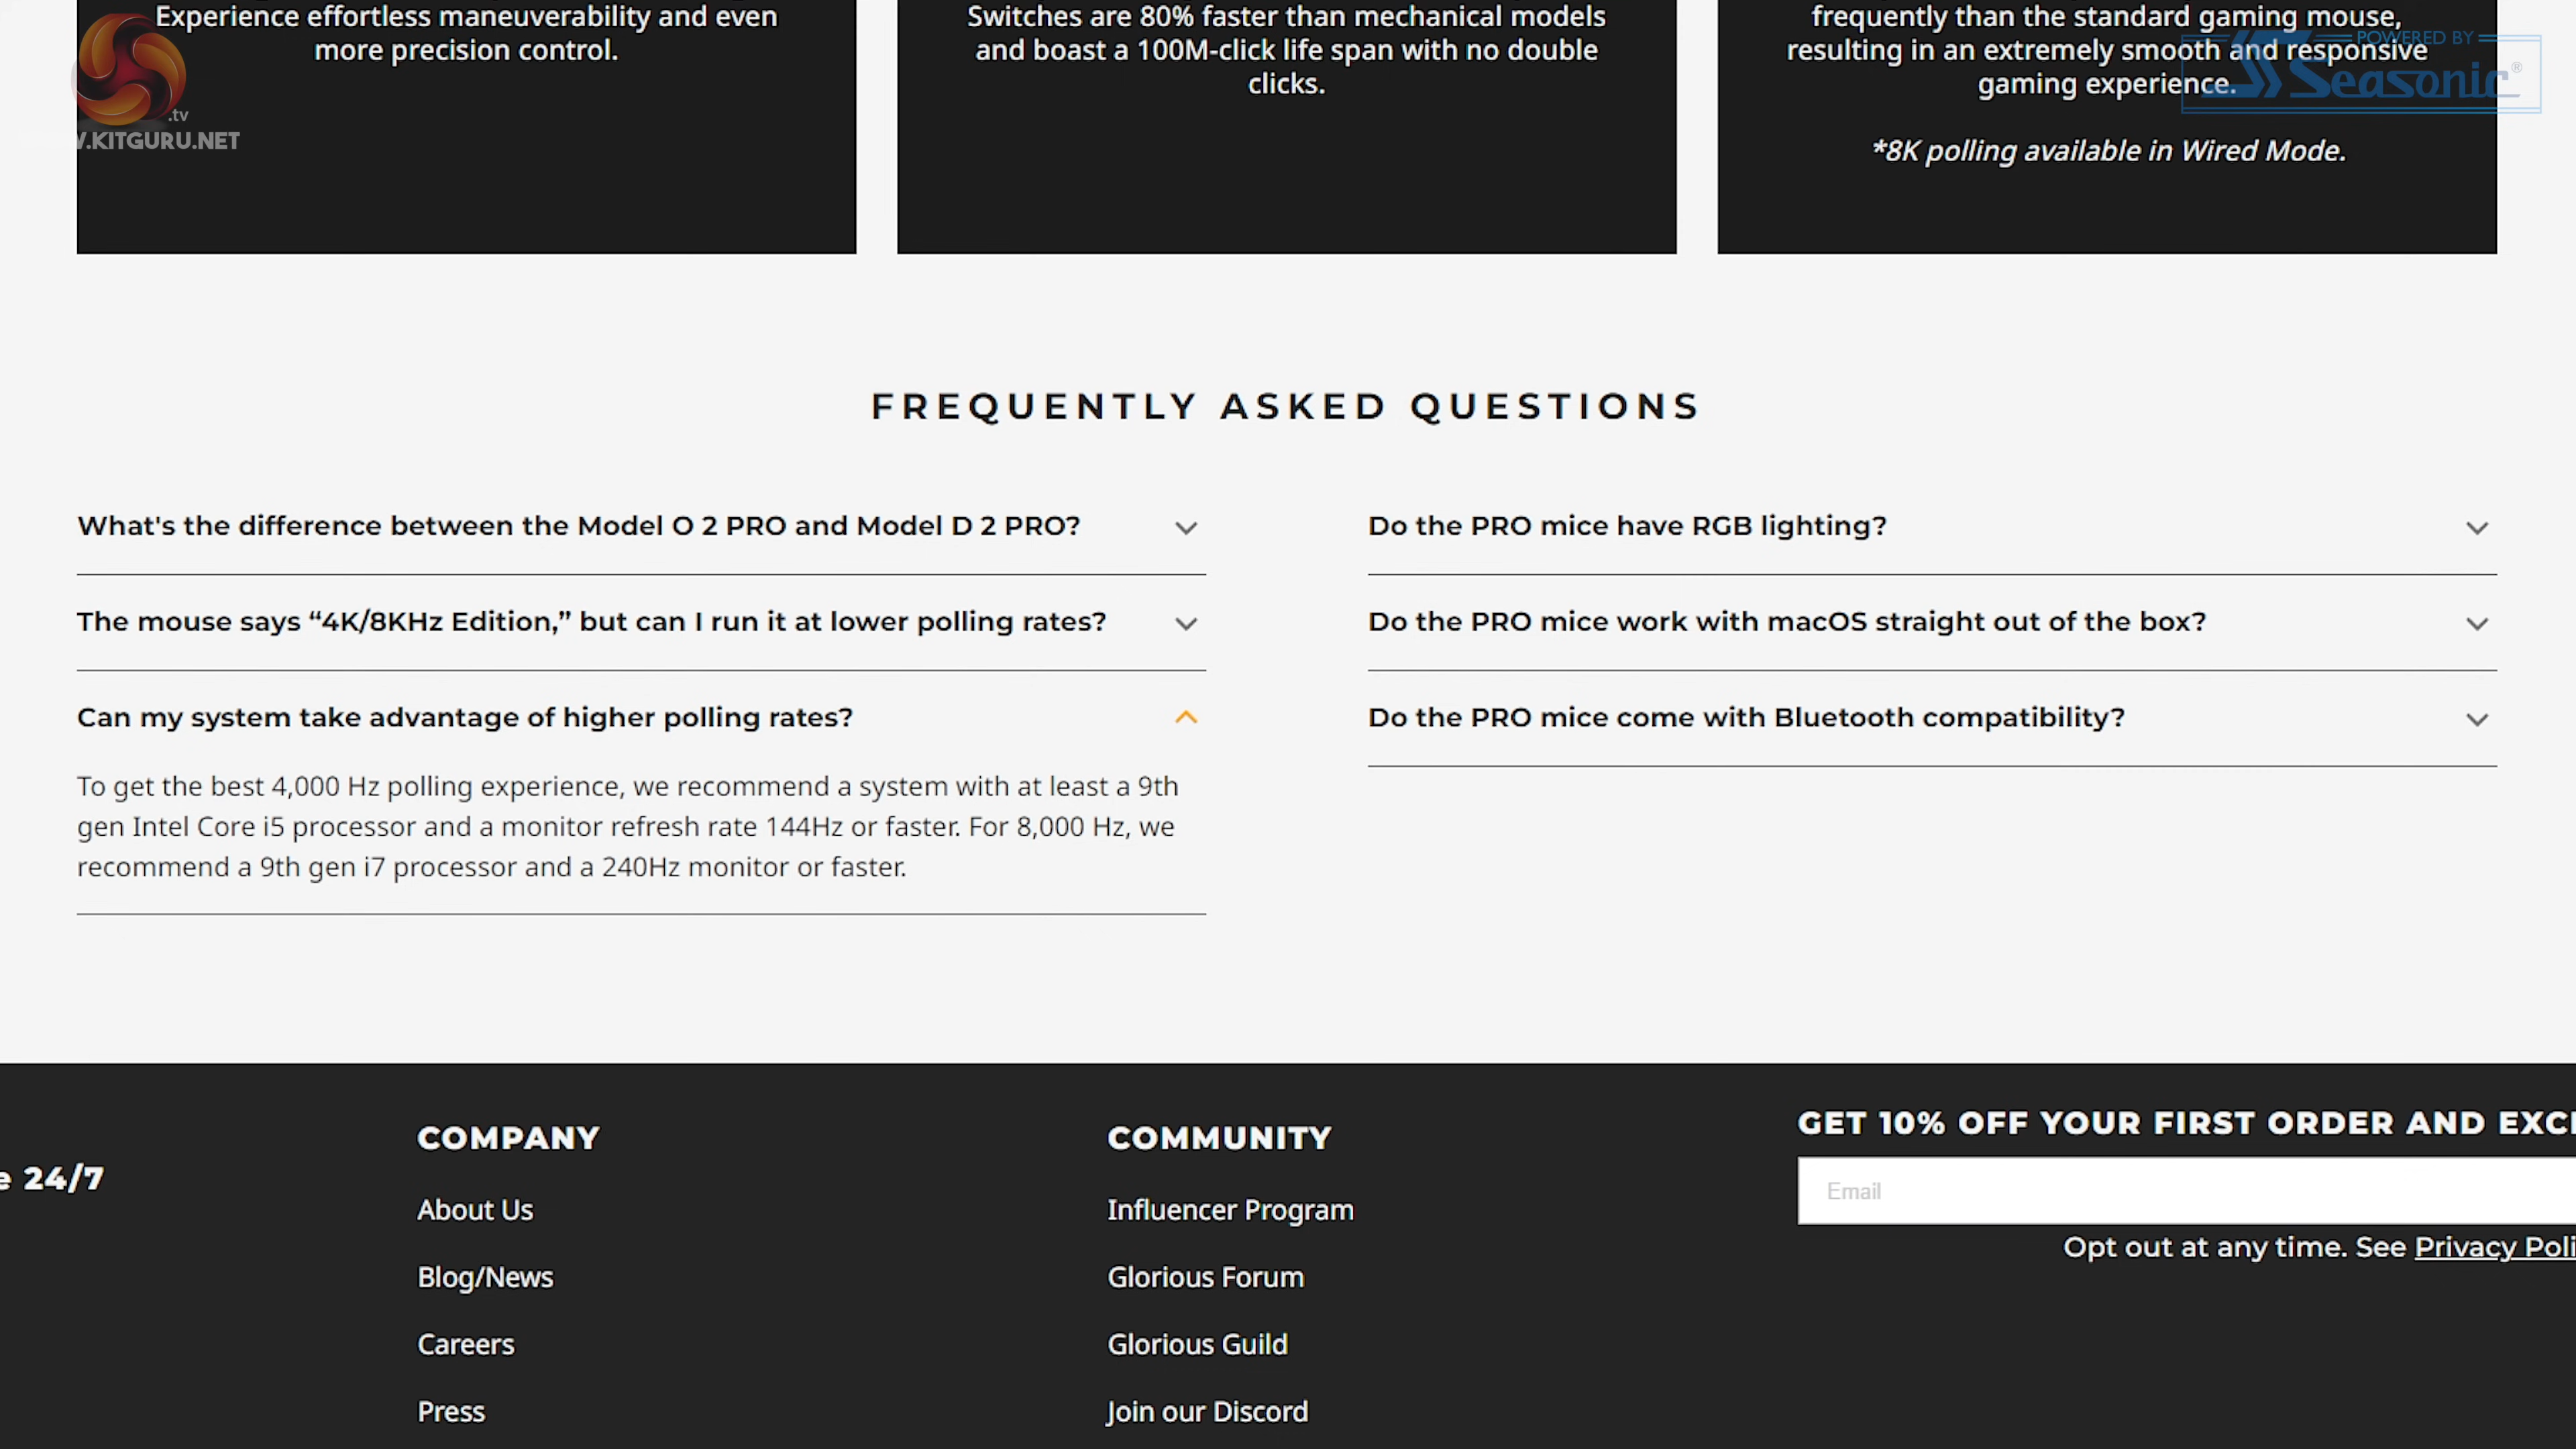 Experience effortless maneuverability and even
more precision control.
Switches are 80% faster than mechanical models
and boast a 100M-click life span with no double
clicks.
frequently than the standard gaming mouse,
resulting in an extremely smooth and responsive
gaming experience.
*8K polling available in Wired Mode.
.tv
W.KITGURU.NET
POWERED BY
Seasonic®
FREQUENTLY ASKED QUESTIONS
What's the difference between the Model O 2 PRO and Model D 2 PRO?
The mouse says “4K/8KHz Edition,” but can I run it at lower polling rates?
Can my system take advantage of higher polling rates?
To get the best 4,000 Hz polling experience, we recommend a system with at least a 9th
gen Intel Core i5 processor and a monitor refresh rate 144Hz or faster. For 8,000 Hz, we
recommend a 9th gen i7 processor and a 240Hz monitor or faster.
Do the PRO mice have RGB lighting?
Do the PRO mice work with macOS straight out of the box?
Do the PRO mice come with Bluetooth compatibility?
e 24/7
COMPANY
About Us
Blog/News
Careers
Press
COMMUNITY
Influencer Program
Glorious Forum
Glorious Guild
Join our Discord
GET 10% OFF YOUR FIRST ORDER AND EXC
Email
Opt out at any time. See Privacy Poli